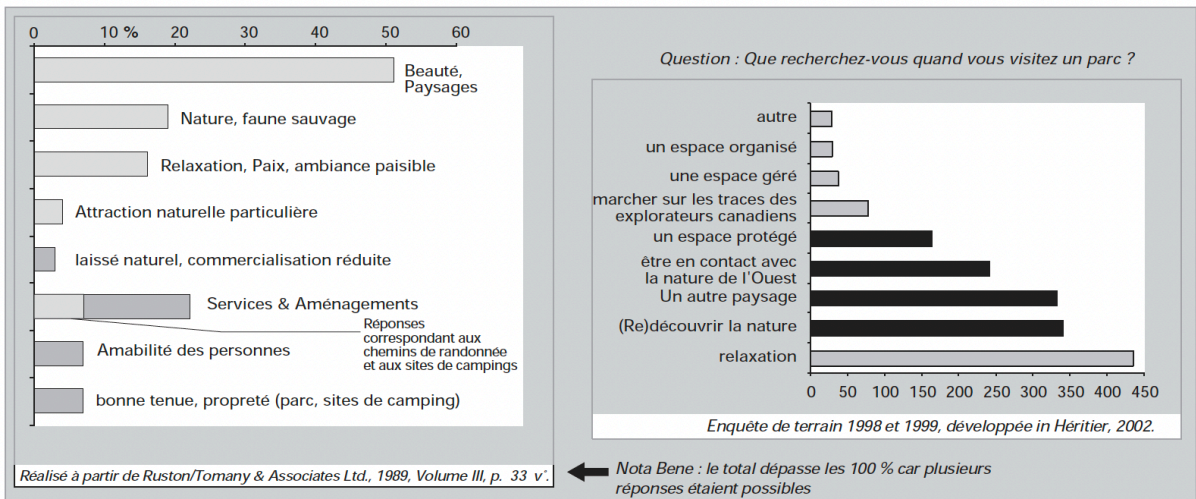 0 10 % 20 30 40 50 60
Beauté,
Paysages
Nature, faune sauvage
Relaxation, Paix, ambiance paisible
Attraction naturelle particulière
laissé naturel, commercialisation réduite
Services & Aménagements
Réponses
correspondant aux
chemins de randonnée
et aux sites de campings
Amabilité des personnes
bonne tenue, propreté (parc, sites de camping)
Réalisé à partir de Ruston/Tomany & Associates Ltd., 1989, Volume III, p. 33 v°.
Question : Que recherchez-vous quand vous visitez un parc ?
autre
un espace organisé
une espace géré
marcher sur les traces des
explorateurs canadiens
un espace protégé
être en contact avec
la nature de l'Ouest
Un autre paysage
(Re)découvrir la nature
relaxation
0 50 100 150 200 250 300 350 400 450
Enquête de terrain 1998 et 1999, développée in Héritier, 2002.
Nota Bene : le total dépasse les 100 % car plusieurs
réponses étaient possibles